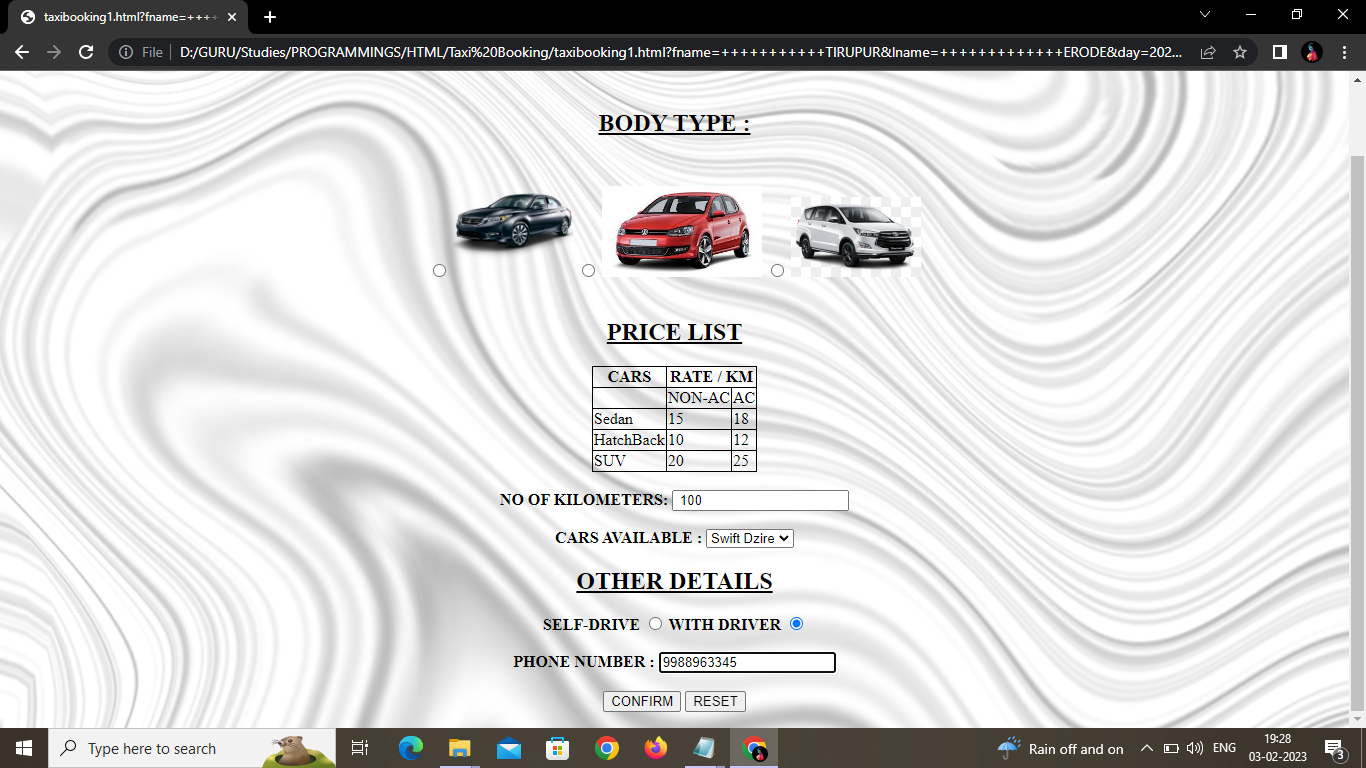 taxibooking1.html?fname=++++
File D:/GURU/Studies/PROGRAMMINGS/HTML/Taxi%20Booking/taxibooking1.html?fname=+++++++++++TIRUPUR&lname=+++++++++++++ERODE&day=202...
BODY TYPE :
PRICE LIST
CARS RATE / KM
NON-AC AC
Sedan 15 18
HatchBack 10 12
SUV 20 25
NO OF KILOMETERS: 100
CARS AVAILABLE : Swift Dzire
OTHER DETAILS
SELF-DRIVE WITH DRIVER
PHONE NUMBER : 9988963345
CONFIRM RESET
Type here to search
Rain off and on
ENG
19:28
03-02-2023
3